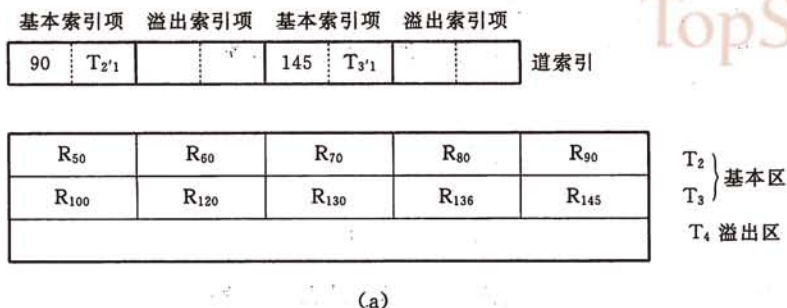 基本索引项 溢出索引项 基本索引项 溢出索引项
TopS
90 T₂,₁ 145 T₃,₁ 道索引
R₅₀ R₆₀ R₇₀ R₈₀ R₉₀ T₂
R₁₀₀ R₁₂₀ R₁₃₀ R₁₃₆ R₁₄₅ T₃
基本区
T₄ 溢出区
(a)